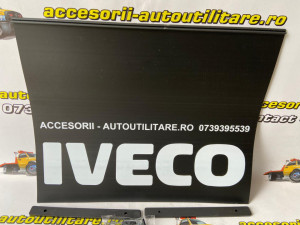 accesorii-autoutilitare.ro
ACCESORII - AUTOUTILITARE.RO 0739395539
IVECO